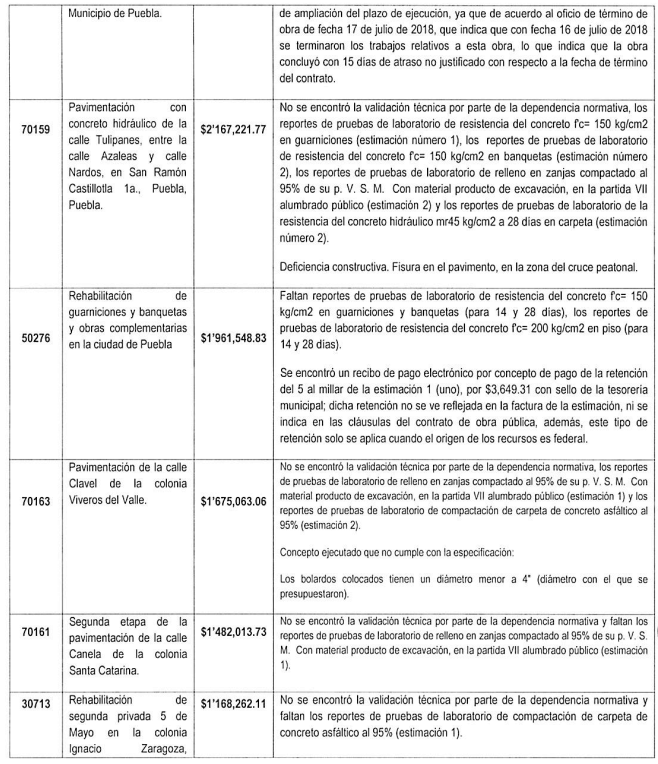 Municipio de Puebla.
de ampliación del plazo de ejecución, ya que de acuerdo al oficio de término de
obra de fecha 17 de julio de 2018, que indica que con fecha 16 de julio de 2018
se terminaron los trabajos relativos a esta obra, lo que indica que la obra
concluyó con 15 días de atraso no justificado con respecto a la fecha de término
del contrato.
70159
Pavimentación con
concreto hidráulico de la
calle Tulipanes, entre la
calle Azaleas y calle
Nardos, en San Ramón
Castillotla 1a., Puebla,
Puebla.
$2'167,221.77
No se encontró la validación técnica por parte de la dependencia normativa, los
reportes de pruebas de laboratorio de resistencia del concreto f'c= 150 kg/cm2
en guarniciones (estimación número 1), los reportes de pruebas de laboratorio
de resistencia del concreto f'c= 150 kg/cm2 en banquetas (estimación número
2), los reportes de pruebas de laboratorio de relleno en zanjas compactado al
95% de su p. V. S. M. Con material producto de excavación, en la partida VII
alumbrado público (estimación 2) y los reportes de pruebas de laboratorio de la
resistencia del concreto hidráulico mr45 kg/cm2 a 28 días en carpeta (estimación
número 2).
Deficiencia constructiva. Fisura en el pavimento, en la zona del cruce peatonal.
50276
Rehabilitación de
guarniciones y banquetas
y obras complementarias
en la ciudad de Puebla
$1'961,548.83
Faltan reportes de pruebas de laboratorio de resistencia del concreto f'c= 150
kg/cm2 en guarniciones y banquetas (para 14 y 28 días), los reportes de
pruebas de laboratorio de resistencia del concreto f'c= 200 kg/cm2 en piso (para
14 y 28 días).
Se encontró un recibo de pago electrónico por concepto de pago de la retención
del 5 al millar de la estimación 1 (uno), por $3,649.31 con sello de la tesorería
municipal; dicha retención no se ve reflejada en la factura de la estimación, ni se
indica en las cláusulas del contrato de obra pública, además, este tipo de
retención solo se aplica cuando el origen de los recursos es federal.
70163
Pavimentación de la calle
Clavel de la colonia
Viveros del Valle.
$1'675,063.06
No se encontró la validación técnica por parte de la dependencia normativa, los reportes
de pruebas de laboratorio de relleno en zanjas compactado al 95% de su p. V. S. M. Con
material producto de excavación, en la partida VII alumbrado público (estimación 1) y los
reportes de pruebas de laboratorio de compactación de carpeta de concreto asfáltico al
95% (estimación 2).
Concepto ejecutado que no cumple con la especificación:
Los bolardos colocados tienen un diámetro menor a 4" (diámetro con el que se
presupuestaron).
70161
Segunda etapa de la
pavimentación de la calle
Canela de la colonia
Santa Catarina.
$1'482,013.73
No se encontró la validación técnica por parte de la dependencia normativa y faltan los
reportes de pruebas de laboratorio de relleno en zanjas compactado al 95% de su p. V. S.
M. Con material producto de excavación, en la partida VII alumbrado público (estimación
1).
30713
Rehabilitación de
segunda privada 5 de
Mayo en la colonia
Ignacio Zaragoza,
$1'168,262.11
No se encontró la validación técnica por parte de la dependencia normativa y
faltan los reportes de pruebas de laboratorio de compactación de carpeta de
concreto asfáltico al 95% (estimación 1).